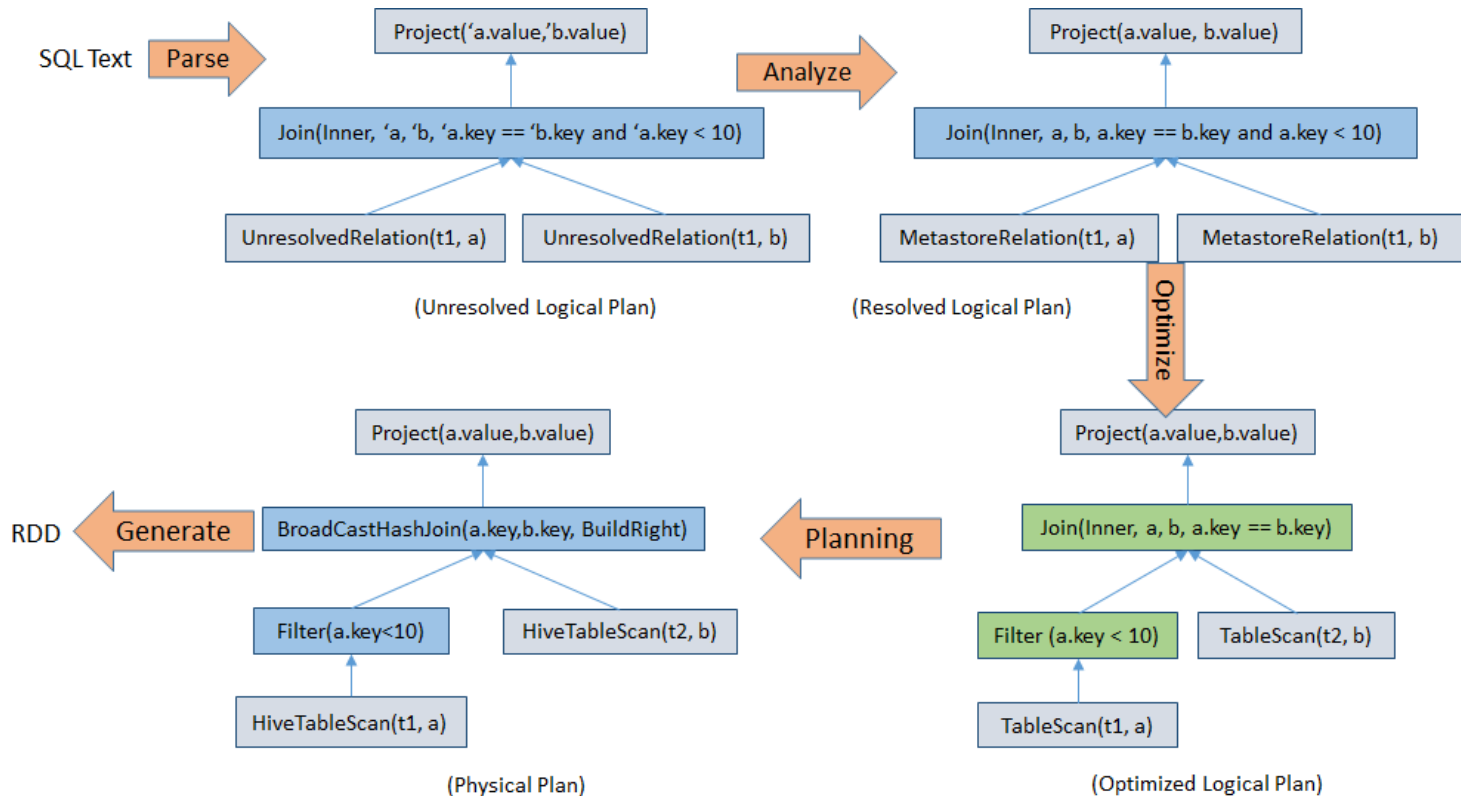 SQL Text
Parse
Project(‘a.value,’b.value)
Join(Inner, ‘a, ‘b, ‘a.key == ‘b.key and ‘a.key < 10)
UnresolvedRelation(t1, a)
UnresolvedRelation(t1, b)
(Unresolved Logical Plan)
Analyze
Project(a.value, b.value)
Join(Inner, a, b, a.key == b.key and a.key < 10)
MetastoreRelation(t1, a)
MetastoreRelation(t1, b)
(Resolved Logical Plan)
Optimize
Project(a.value,b.value)
Join(Inner, a, b, a.key == b.key)
Filter (a.key < 10)
TableScan(t2, b)
TableScan(t1, a)
(Optimized Logical Plan)
Planning
Project(a.value,b.value)
BroadCastHashJoin(a.key,b.key, BuildRight)
Filter(a.key<10)
HiveTableScan(t2, b)
HiveTableScan(t1, a)
(Physical Plan)
Generate
RDD